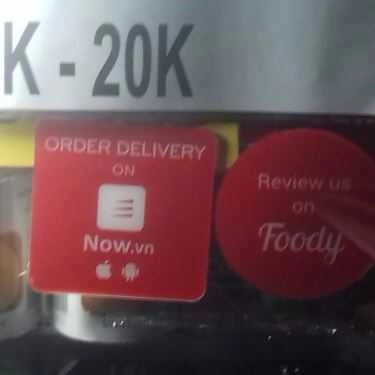 K - 20K
ORDER DELIVERY
ON
Now.vn
Review us
on
Foody